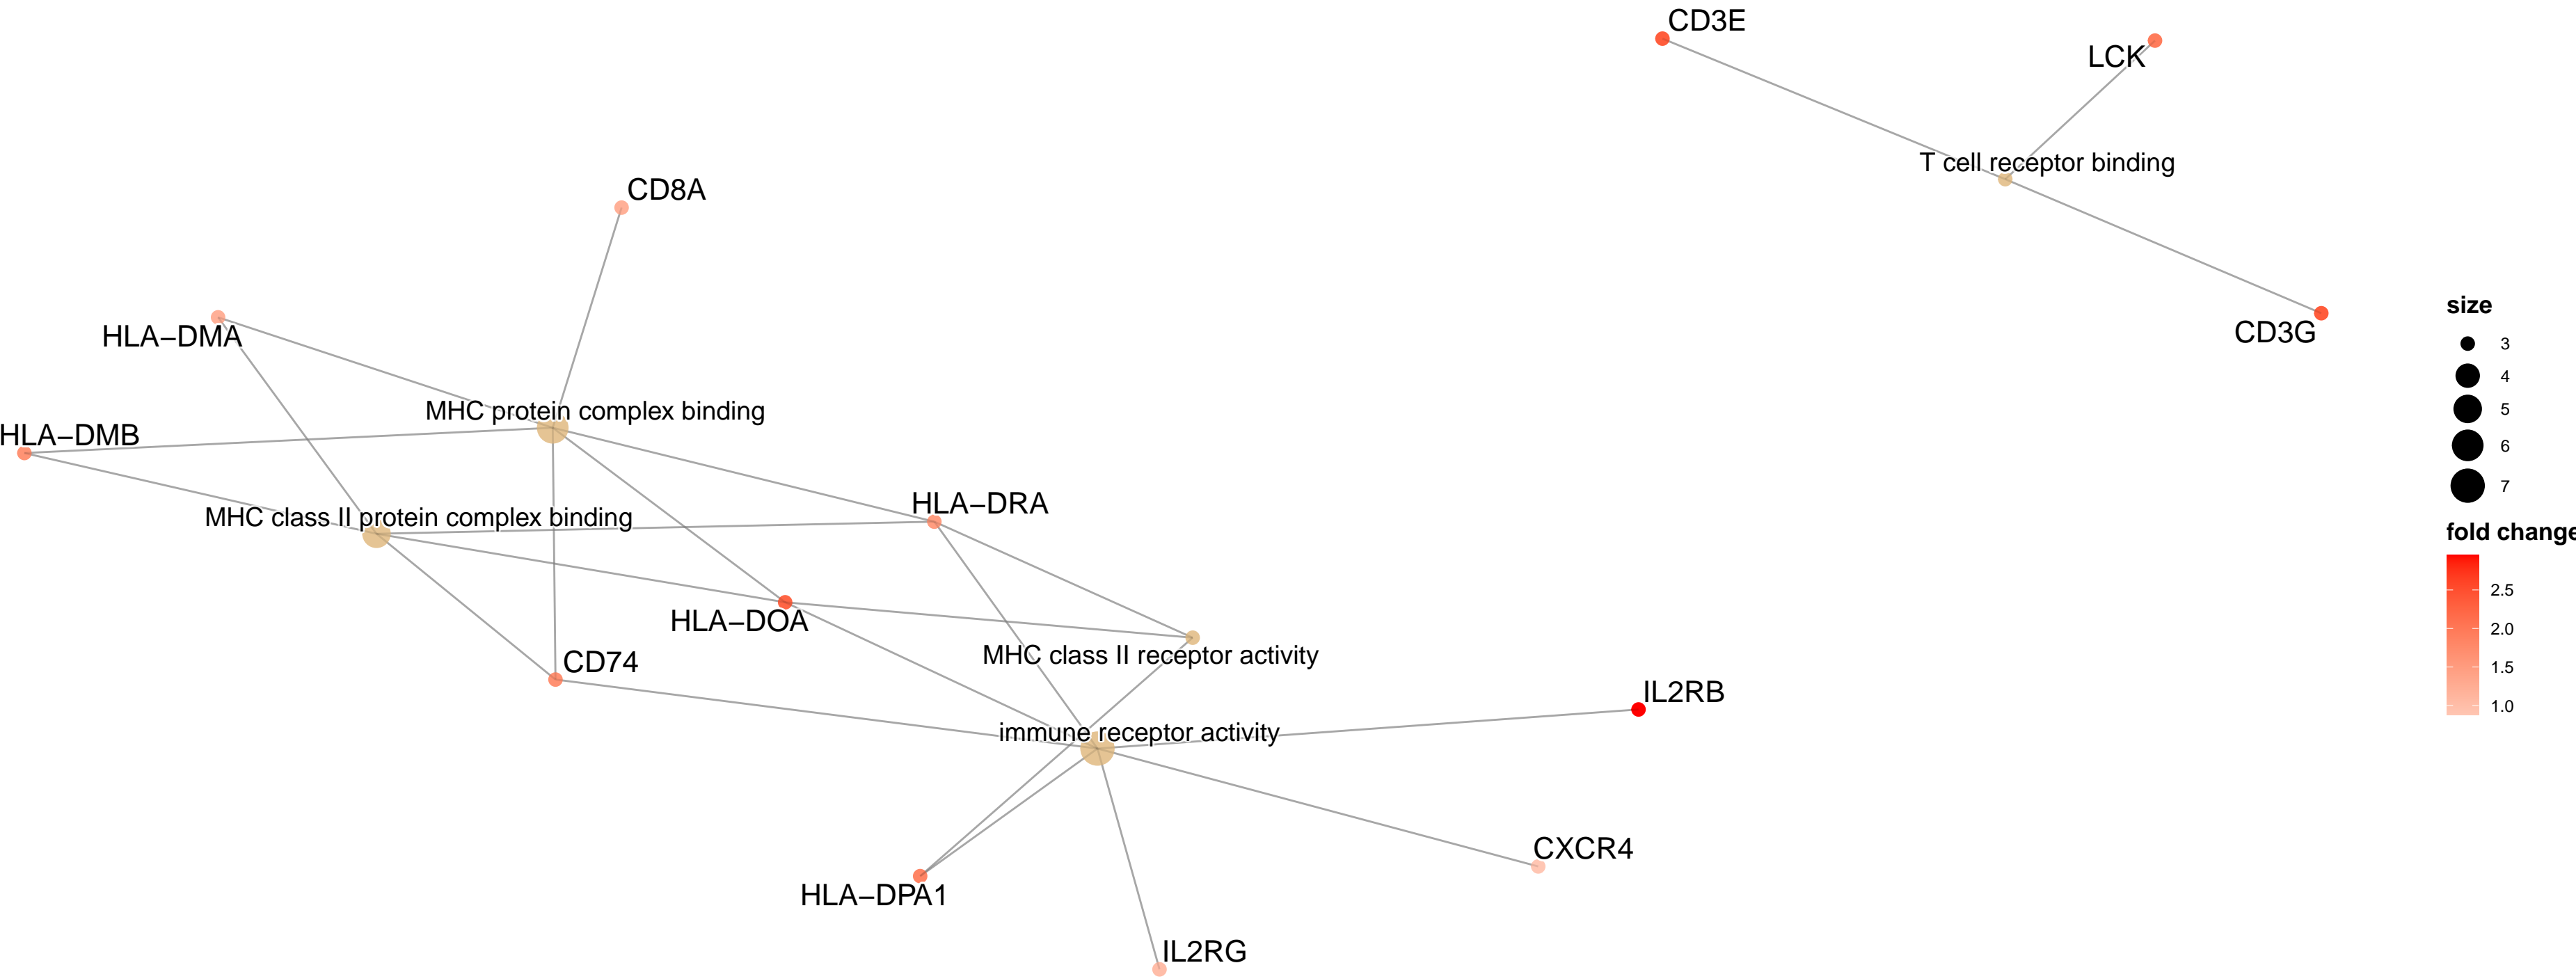 CD3E
LCK
T cell receptor binding
CD8A
CD3G
HLA−DMA
MHC protein complex binding
HLA−DMB
HLA−DRA
MHC class II protein complex binding
HLA−DOA
MHC class II receptor activity
CD74
IL2RB
immune receptor activity
CXCR4
HLA−DPA1
IL2RG
size
3
4
5
6
7
fold change
2.5
2.0
1.5
1.0